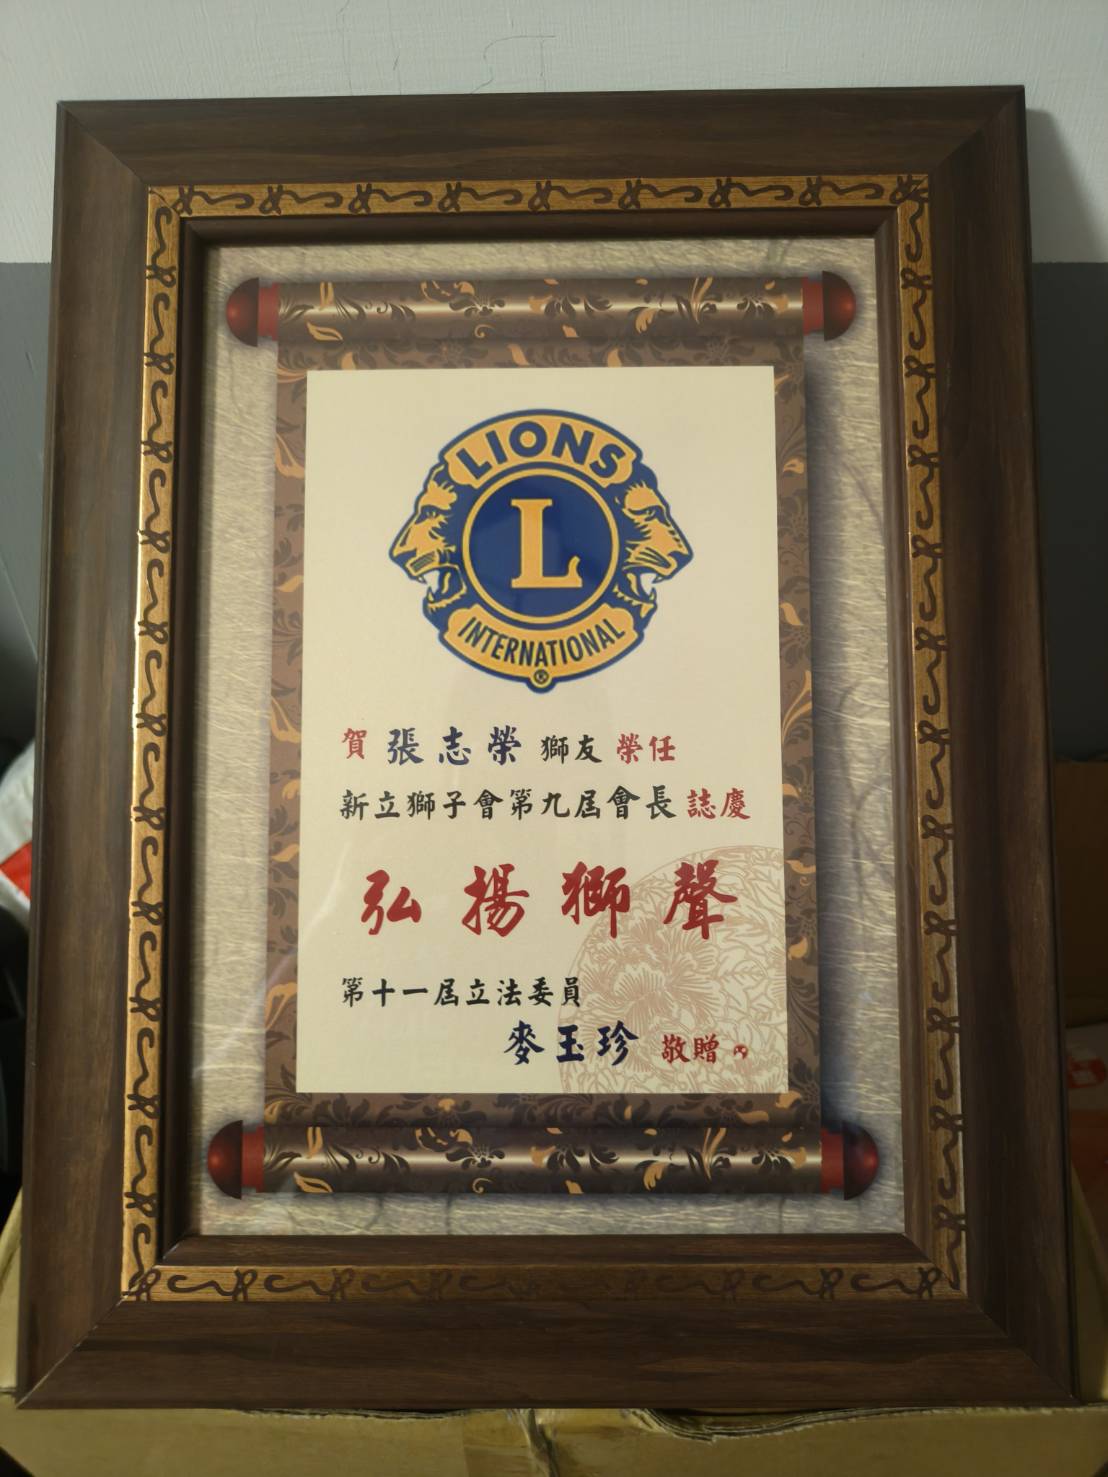 LIONS
L
INTERNATIONAL
®
賀 張志榮 獅友 榮任
新立獅子會第九屆會長 誌慶
弘揚獅聲
第十一屆立法委員
麥玉珍 敬贈